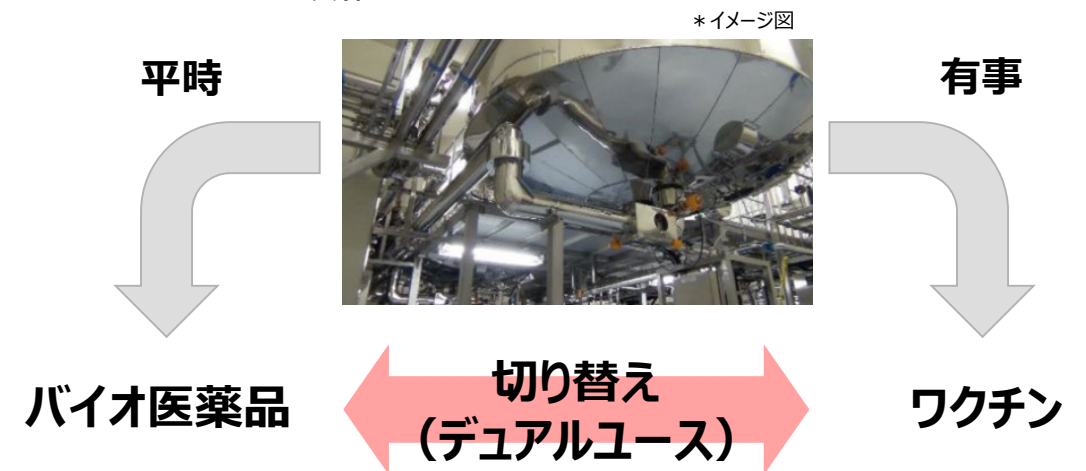 ＊イメージ図
平時
有事
バイオ医薬品
切り替え
（デュアルユース）
ワクチン